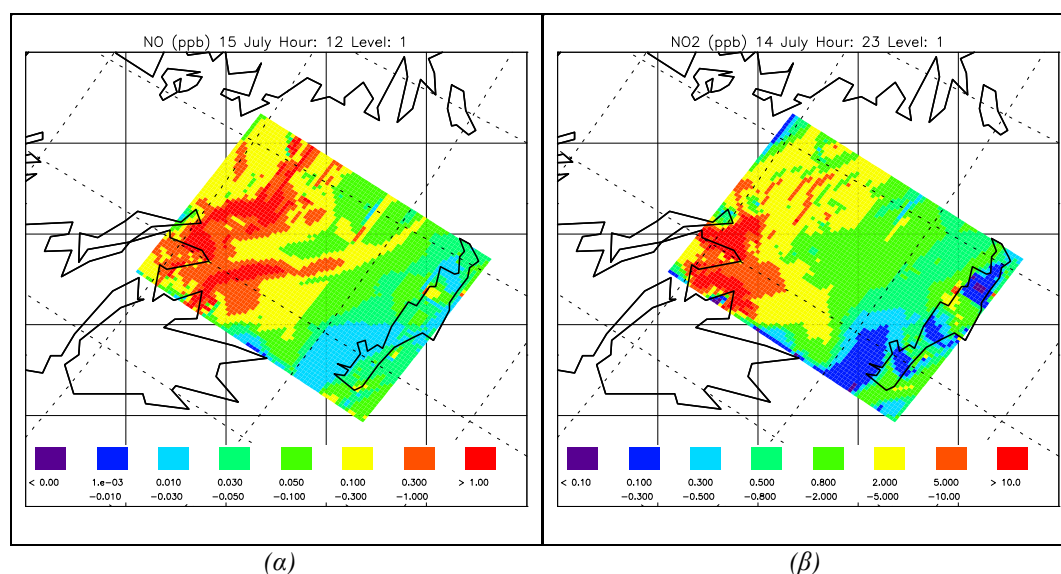 NO (ppb) 15 July Hour: 12 Level: 1
< 0.00 1.e-03 0.010 0.030 0.050 0.100 0.300 > 1.00
-0.010 -0.030 -0.050 -0.100 -0.300 -1.000
(α)
NO2 (ppb) 14 July Hour: 23 Level: 1
< 0.10 0.100 0.300 0.500 0.800 2.000 5.000 > 10.0
-0.300 -0.500 -0.800 -2.000 -5.000 -10.00
(β)